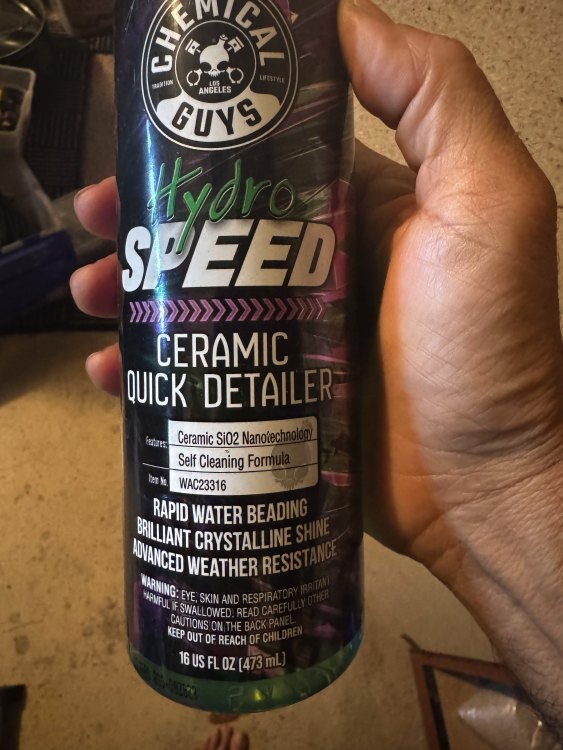 CHEMICAL
TRADITION
LOS
ANGELES
LIFESTYLE
GUYS
Hydro
SPEED
CERAMIC
QUICK DETAILER
Features: Ceramic SiO2 Nanotechnology
Self Cleaning Formula
Item No. WAC23316
RAPID WATER BEADING
BRILLIANT CRYSTALLINE SHINE
ADVANCED WEATHER RESISTANCE
WARNING: EYE, SKIN AND RESPIRATORY IRRITANT
HARMFUL IF SWALLOWED. READ CAREFULLY OTHER
CAUTIONS ON THE BACK PANEL.
KEEP OUT OF REACH OF CHILDREN
16 US FL OZ (473 mL)